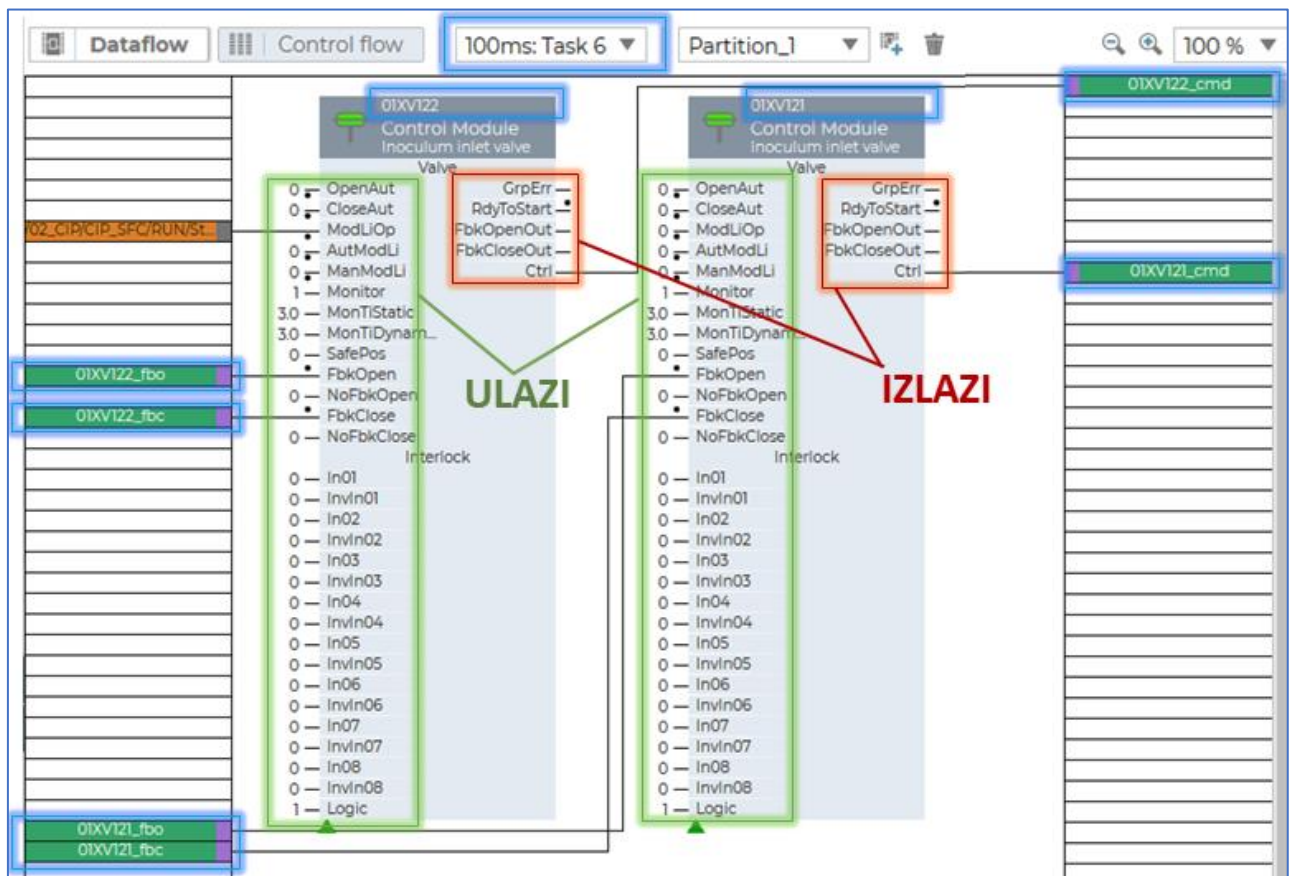 Dataflow
Control flow
100ms: Task 6
Partition_1
100 %
01XV122_cmd
01XV121_cmd
02_CIP/CIP_SFC/RUN/St...
01XV122_fbo
01XV122_fbc
01XV121_fbo
01XV121_fbc
01XV122
Control Module
Inoculum inlet valve
Valve
0 OpenAut GrpErr
0 CloseAut RdyToStart
ModLiOp FbkOpenOut
0 AutModLi FbkCloseOut
0 ManModLi Ctrl
1 Monitor
3.0 MonTiStatic
3.0 MonTiDynam...
0 SafePos
FbkOpen
0 NoFbkOpen
FbkClose
0 NoFbkClose
Interlock
0 In01
0 InvIn01
0 In02
0 InvIn02
0 In03
0 InvIn03
0 In04
0 InvIn04
0 In05
0 InvIn05
0 In06
0 InvIn06
0 In07
0 InvIn07
0 In08
0 InvIn08
1 Logic
ULAZI
01XV121
Control Module
Inoculum inlet valve
Valve
0 OpenAut GrpErr
0 CloseAut RdyToStart
0 ModLiOp FbkOpenOut
0 AutModLi FbkCloseOut
0 ManModLi Ctrl
1 Monitor
3.0 MonTiStatic
3.0 MonTiDynam...
0 SafePos
FbkOpen
0 NoFbkOpen
FbkClose
0 NoFbkClose
Interlock
0 In01
0 InvIn01
0 In02
0 InvIn02
0 In03
0 InvIn03
0 In04
0 InvIn04
0 In05
0 InvIn05
0 In06
0 InvIn06
0 In07
0 InvIn07
0 In08
0 InvIn08
1 Logic
IZLAZI